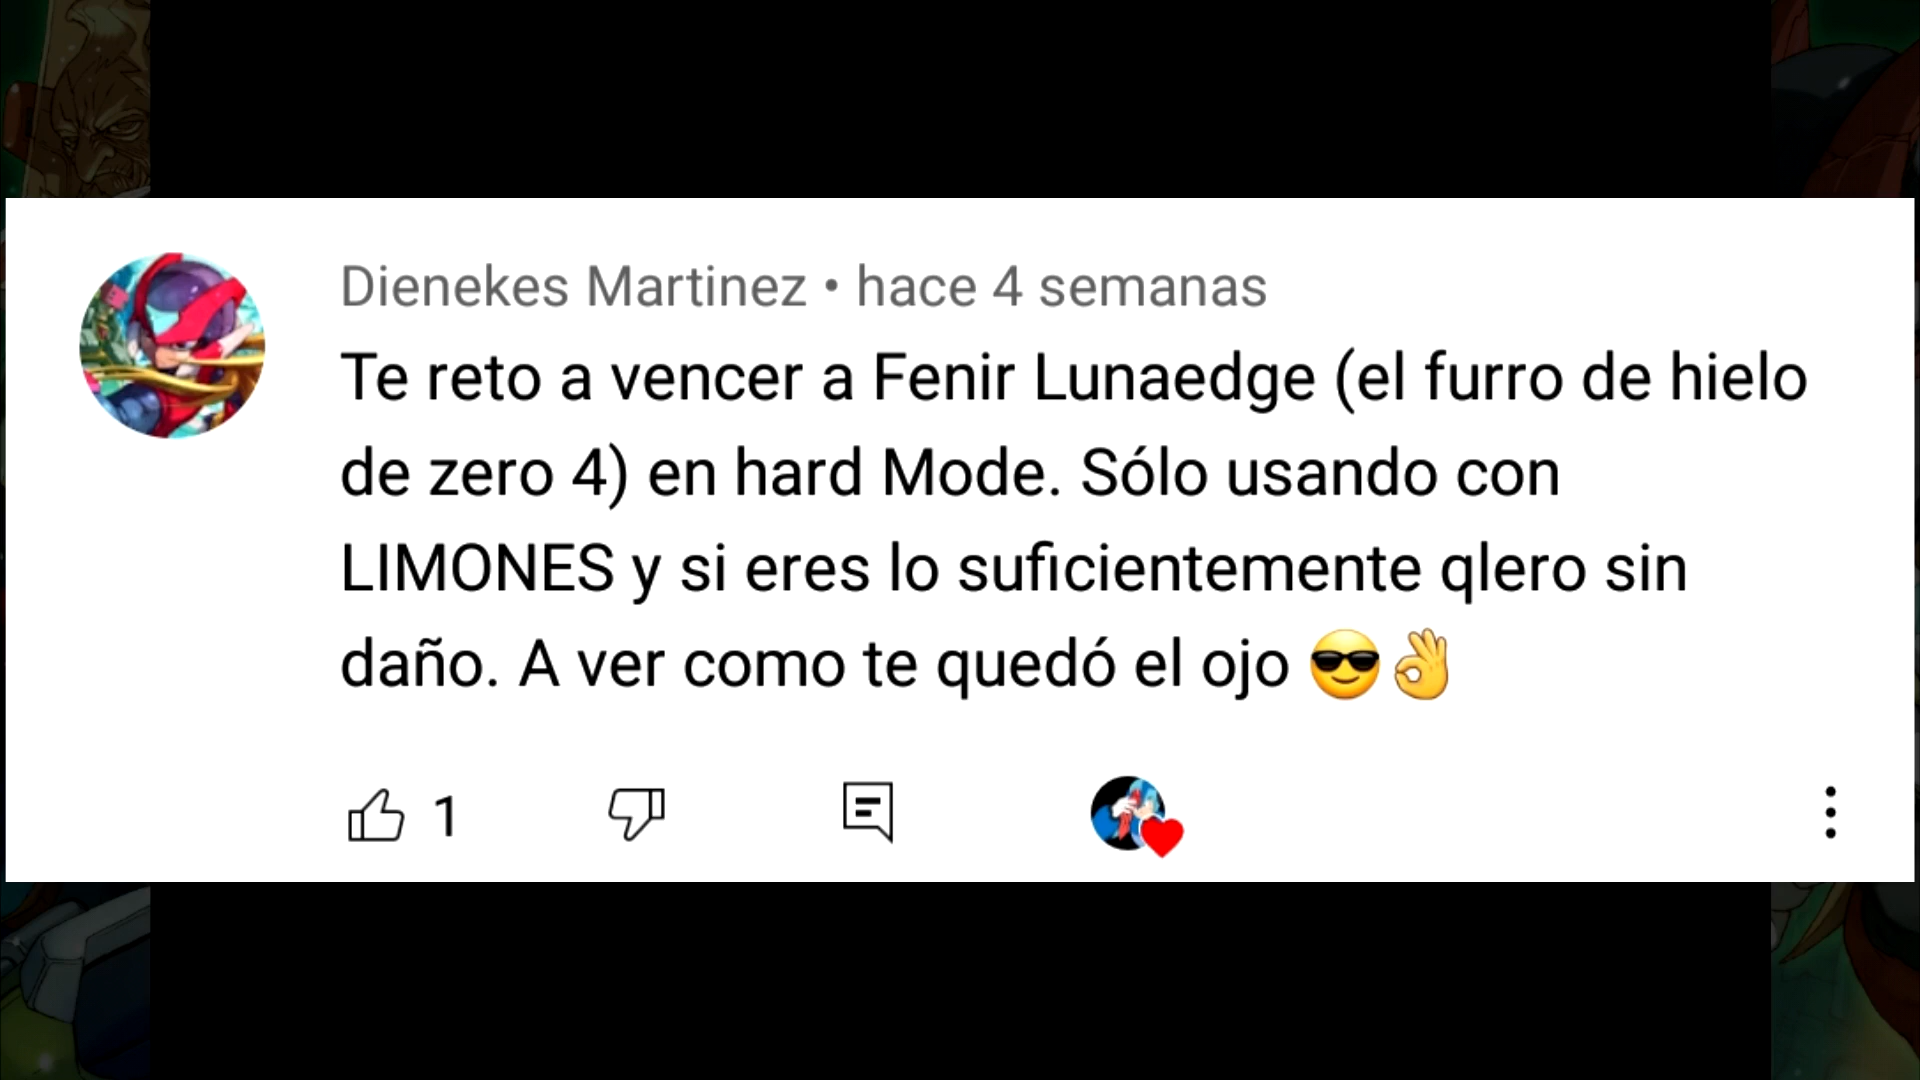 Dienekes Martinez • hace 4 semanas
Te reto a vencer a Fenir Lunaedge (el furro de hielo
de zero 4) en hard Mode. Sólo usando con
LIMONES y si eres lo suficientemente qlero sin
daño. A ver como te quedó el ojo 😎👌
1